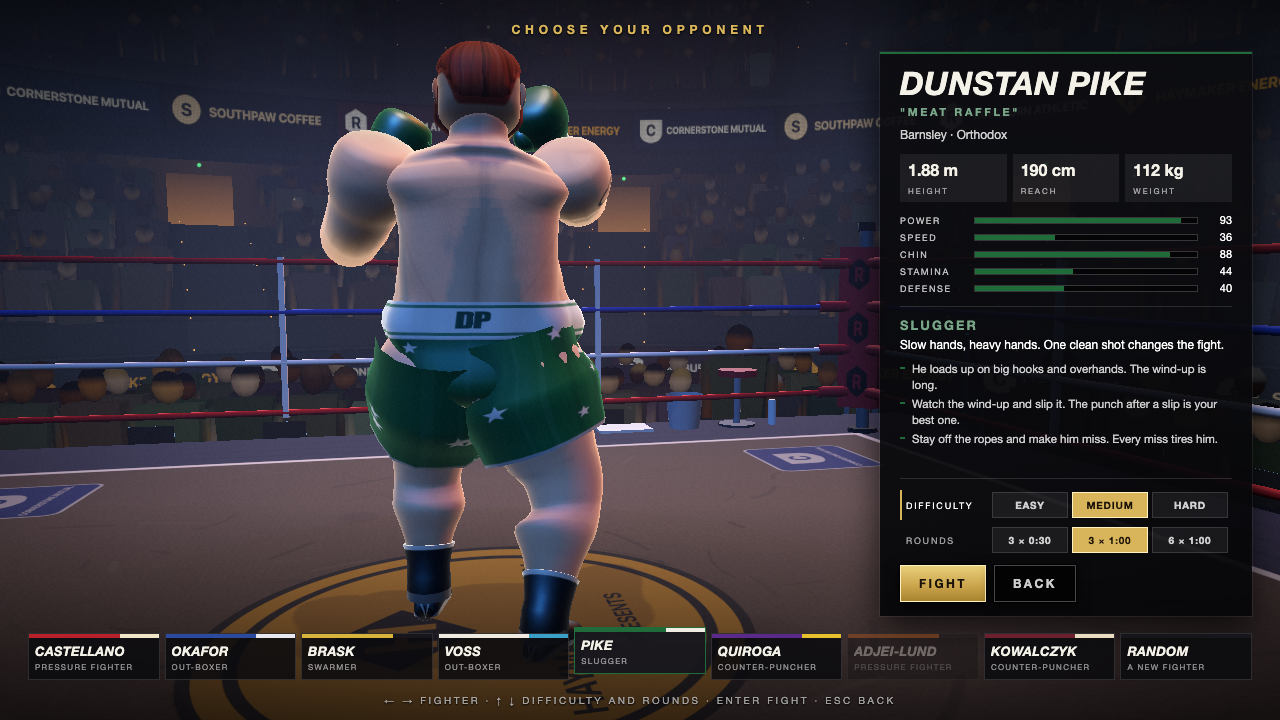 CHOOSE YOUR OPPONENT
CORNERSTONE MUTUAL
S SOUTHPAW COFFEE
R
ER ENERGY
C CORNERSTONE MUTUAL
S SOUTHPAW
DUNSTAN PIKE
"MEAT RAFFLE"
Barnsley · Orthodox
1.88 m
HEIGHT
190 cm
REACH
112 kg
WEIGHT
POWER 93
SPEED 36
CHIN 88
STAMINA 44
DEFENSE 40
SLUGGER
Slow hands, heavy hands. One clean shot changes the fight.
- He loads up on big hooks and overhands. The wind-up is
long.
- Watch the wind-up and slip it. The punch after a slip is your
best one.
- Stay off the ropes and make him miss. Every miss tires him.
DIFFICULTY EASY MEDIUM HARD
ROUNDS 3 × 0:30 3 × 1:00 6 × 1:00
FIGHT BACK
DP
R
R
R
CASTELLANO
PRESSURE FIGHTER
OKAFOR
OUT-BOXER
BRASK
SWARMER
VOSS
OUT-BOXER
PIKE
SLUGGER
QUIROGA
COUNTER-PUNCHER
ADJEI-LUND
PRESSURE FIGHTER
KOWALCZYK
COUNTER-PUNCHER
RANDOM
A NEW FIGHTER
← → FIGHTER · ↑ ↓ DIFFICULTY AND ROUNDS · ENTER FIGHT · ESC BACK